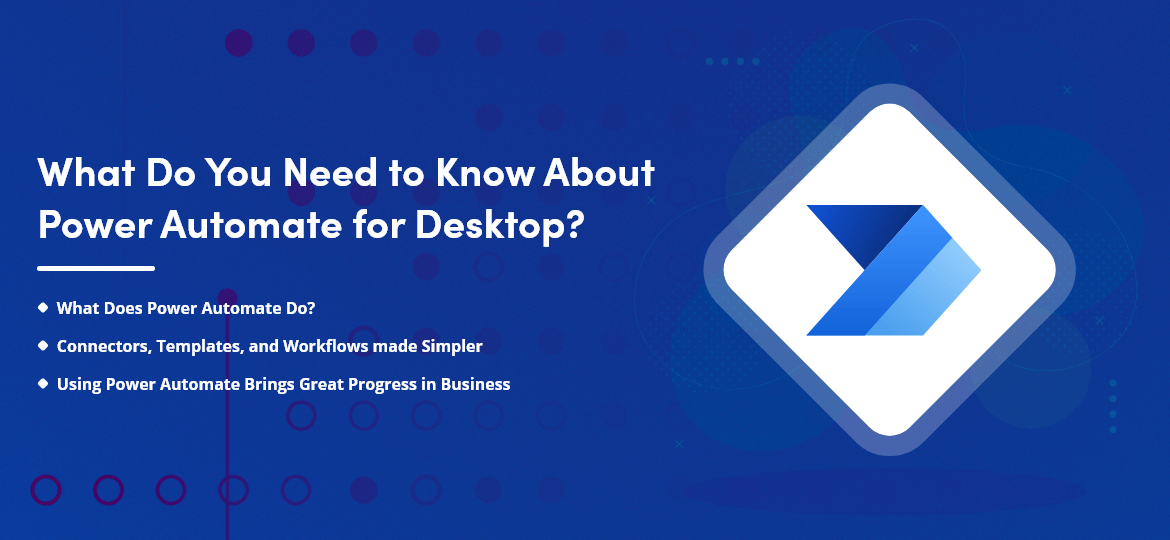 What Do You Need to Know About
Power Automate for Desktop?
What Does Power Automate Do?
Connectors, Templates, and Workflows made Simpler
Using Power Automate Brings Great Progress in Business